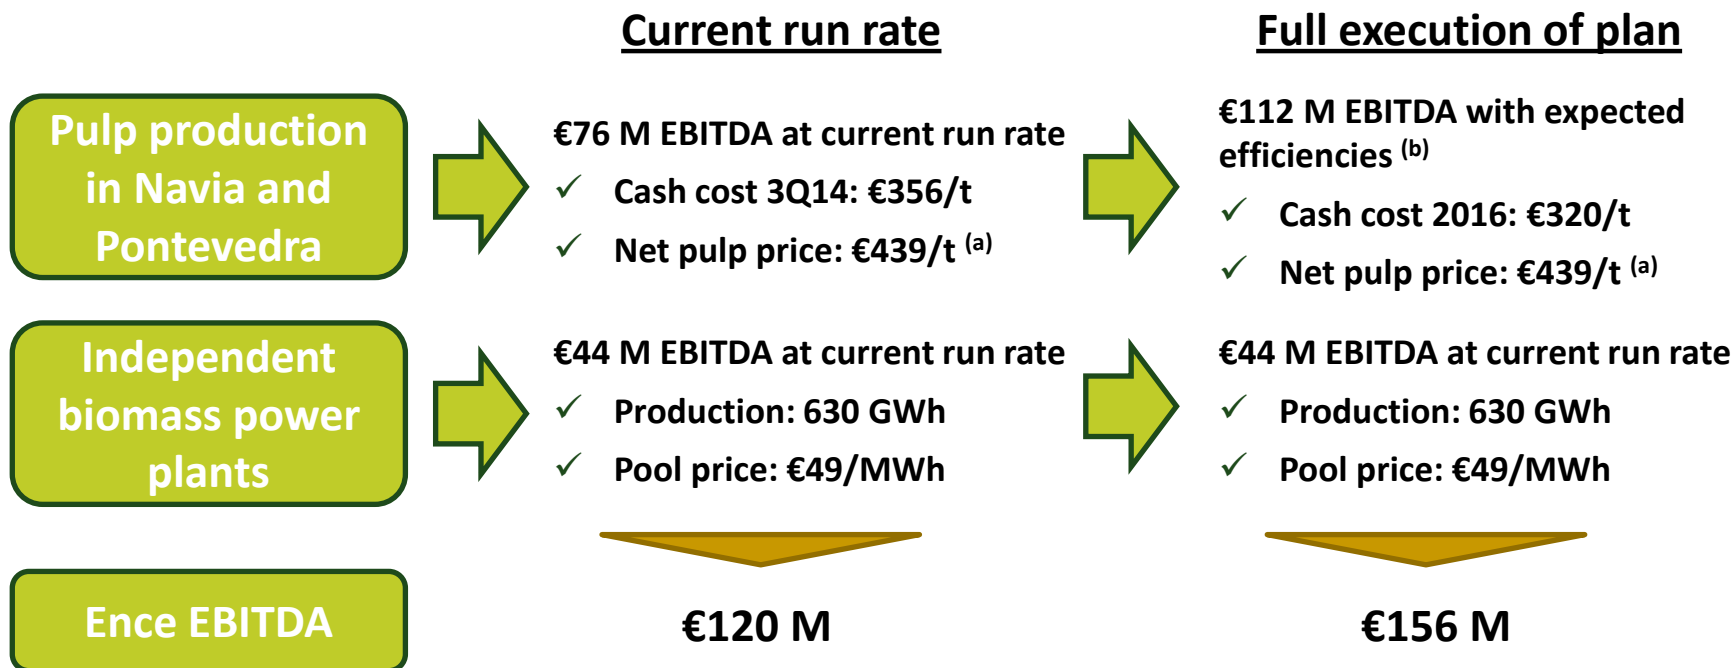 Current run rate
Full execution of plan
Pulp production
in Navia and
Pontevedra
€76 M EBITDA at current run rate
✓ Cash cost 3Q14: €356/t
✓ Net pulp price: €439/t (a)
€112 M EBITDA with expected
efficiencies (b)
✓ Cash cost 2016: €320/t
✓ Net pulp price: €439/t (a)
Independent
biomass power
plants
€44 M EBITDA at current run rate
✓ Production: 630 GWh
✓ Pool price: €49/MWh
€44 M EBITDA at current run rate
✓ Production: 630 GWh
✓ Pool price: €49/MWh
Ence EBITDA
€120 M
€156 M